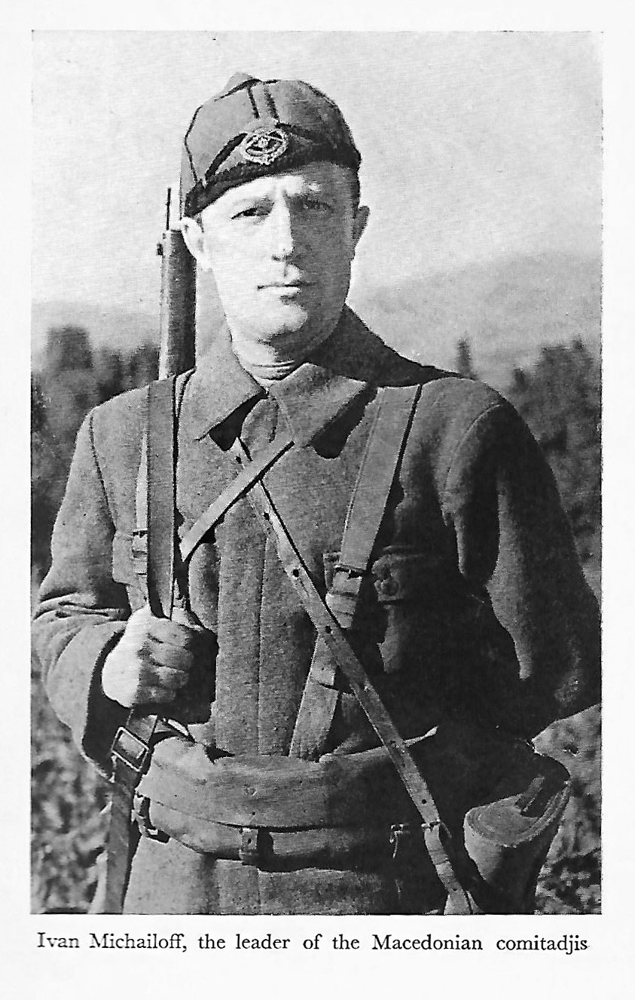 Ivan Michailoff, the leader of the Macedonian comitadjis